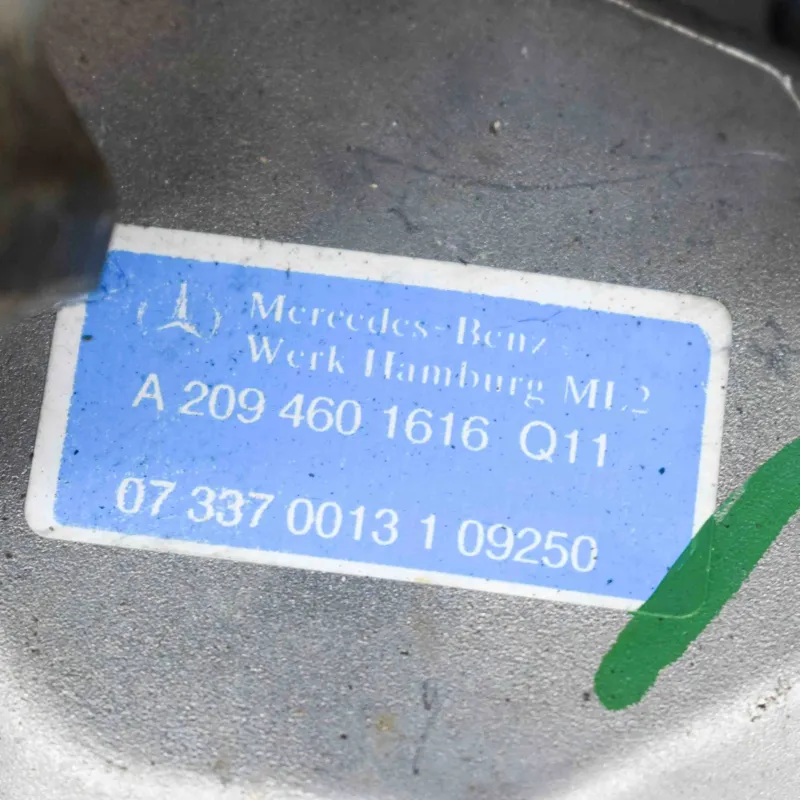 Mercedes-Benz
Werk Hamburg ML2
A 209 460 1616 Q11
07 337 0013 1 09250